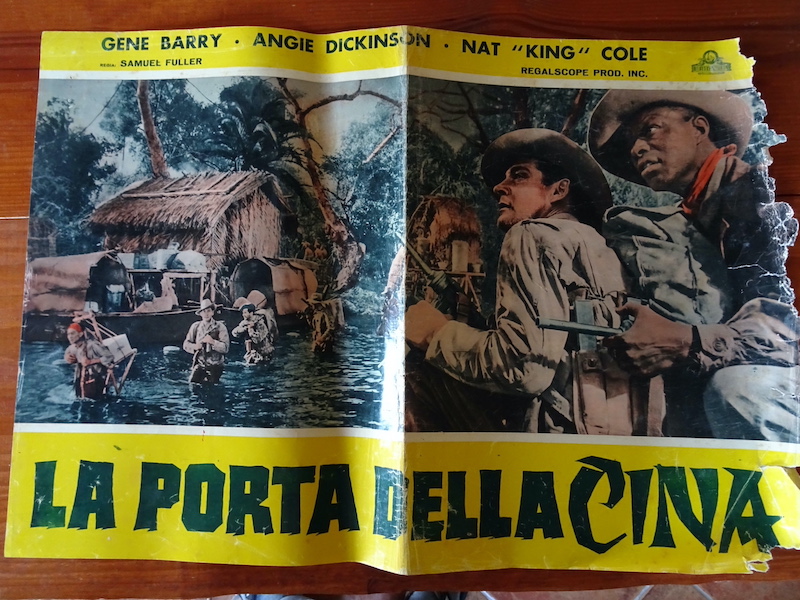 GENE BARRY · ANGIE DICKINSON · NAT "KING" COLE
REGIA: SAMUEL FULLER
REGALSCOPE PROD. INC.
LA PORTA DELLA CINA